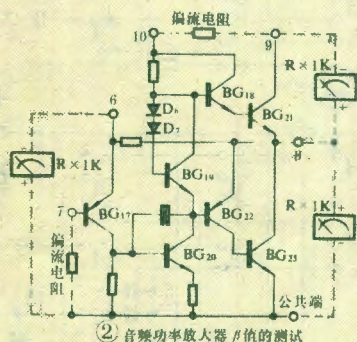 偏流电阻
10
9
BG₁₈
R×1K
D₆
D₇
BG₂₁
6
R×1K
BG₁₉
R×1K
7
BG₁₇
BG₂₂
偏流电阻
BG₂₀
BG₂₃
公共端
② 音频功率放大器β值的测试